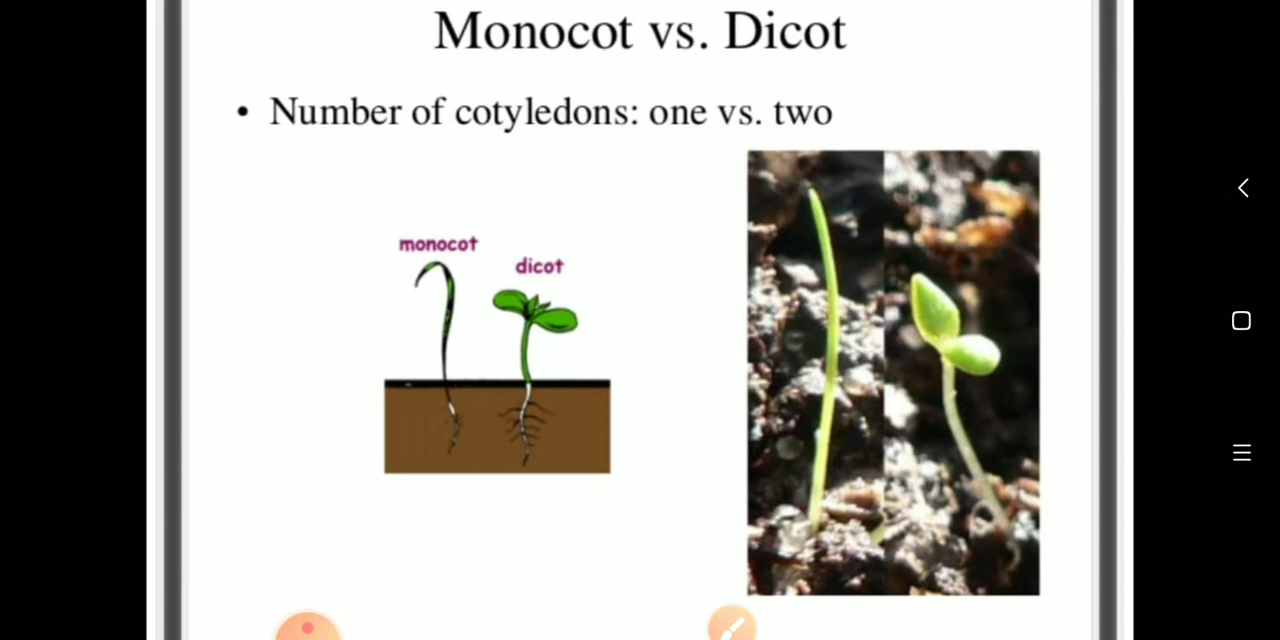 Monocot vs. Dicot
• Number of cotyledons: one vs. two
monocot
dicot